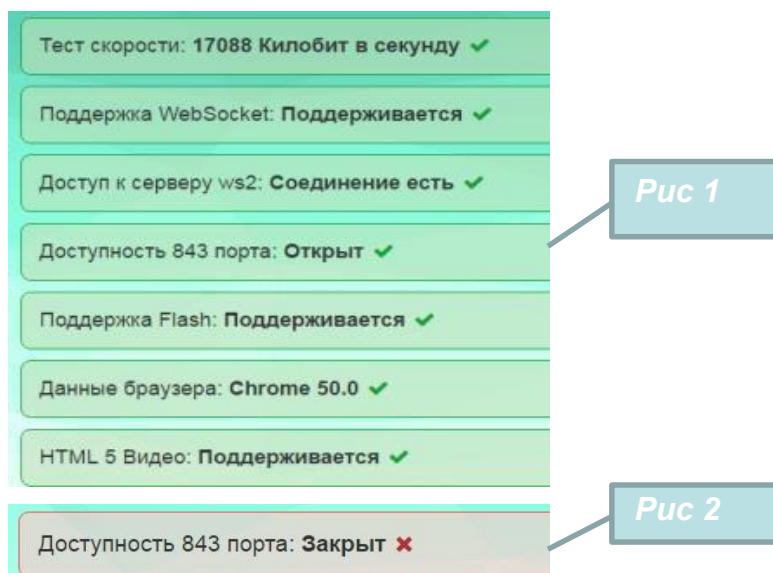 Тест скорости: 17088 Килобит в секунду ✔
Поддержка WebSocket: Поддерживается ✔
Доступ к серверу ws2: Соединение есть ✔
Рис 1
Доступность 843 порта: Открыт ✔
Поддержка Flash: Поддерживается ✔
Данные браузера: Chrome 50.0 ✔
HTML 5 Видео: Поддерживается ✔
Рис 2
Доступность 843 порта: Закрыт ✖